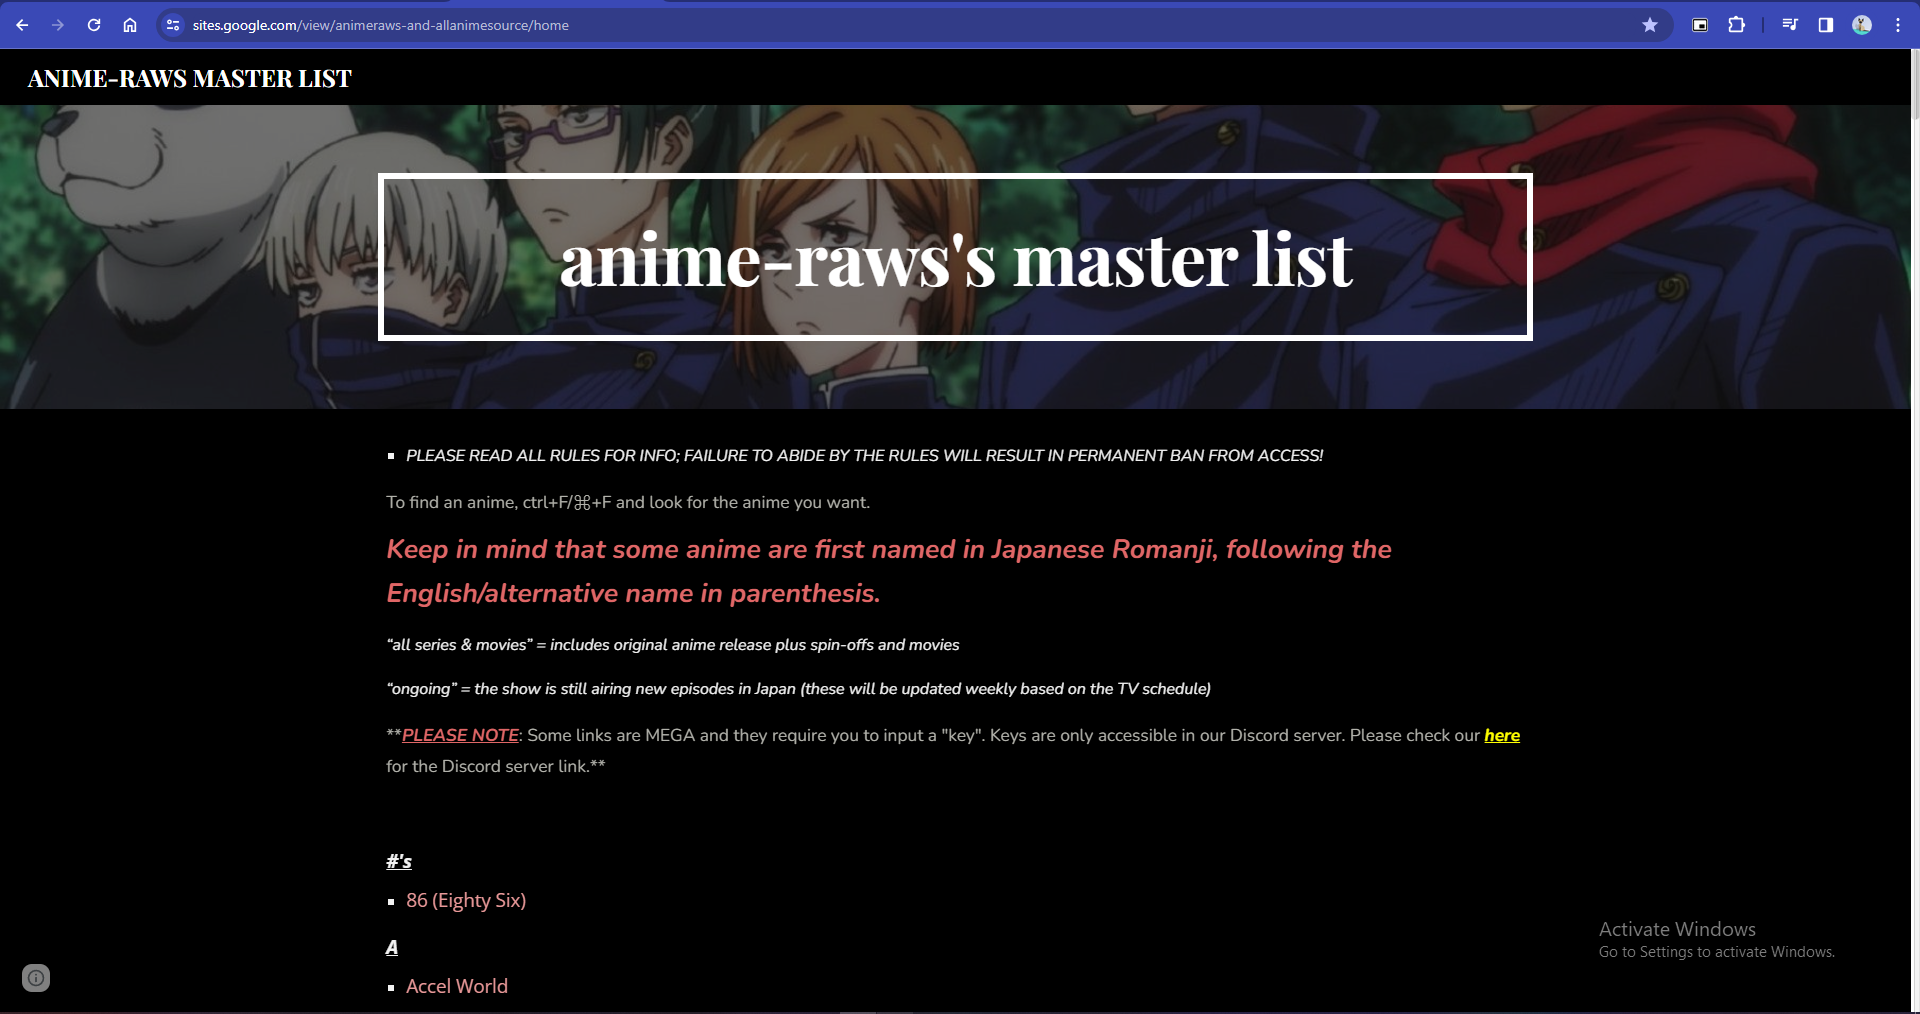 sites.google.com/view/animeraws-and-allanimesource/home
ANIME-RAWS MASTER LIST
anime-raws's master list
PLEASE READ ALL RULES FOR INFO; FAILURE TO ABIDE BY THE RULES WILL RESULT IN PERMANENT BAN FROM ACCESS!
To find an anime, ctrl+F/⌘+F and look for the anime you want.
Keep in mind that some anime are first named in Japanese Romanji, following the
English/alternative name in parenthesis.
“all series & movies” = includes original anime release plus spin-offs and movies
“ongoing” = the show is still airing new episodes in Japan (these will be updated weekly based on the TV schedule)
**PLEASE NOTE: Some links are MEGA and they require you to input a "key". Keys are only accessible in our Discord server. Please check our here
for the Discord server link.**
#'s
86 (Eighty Six)
A
Accel World
Activate Windows
Go to Settings to activate Windows.